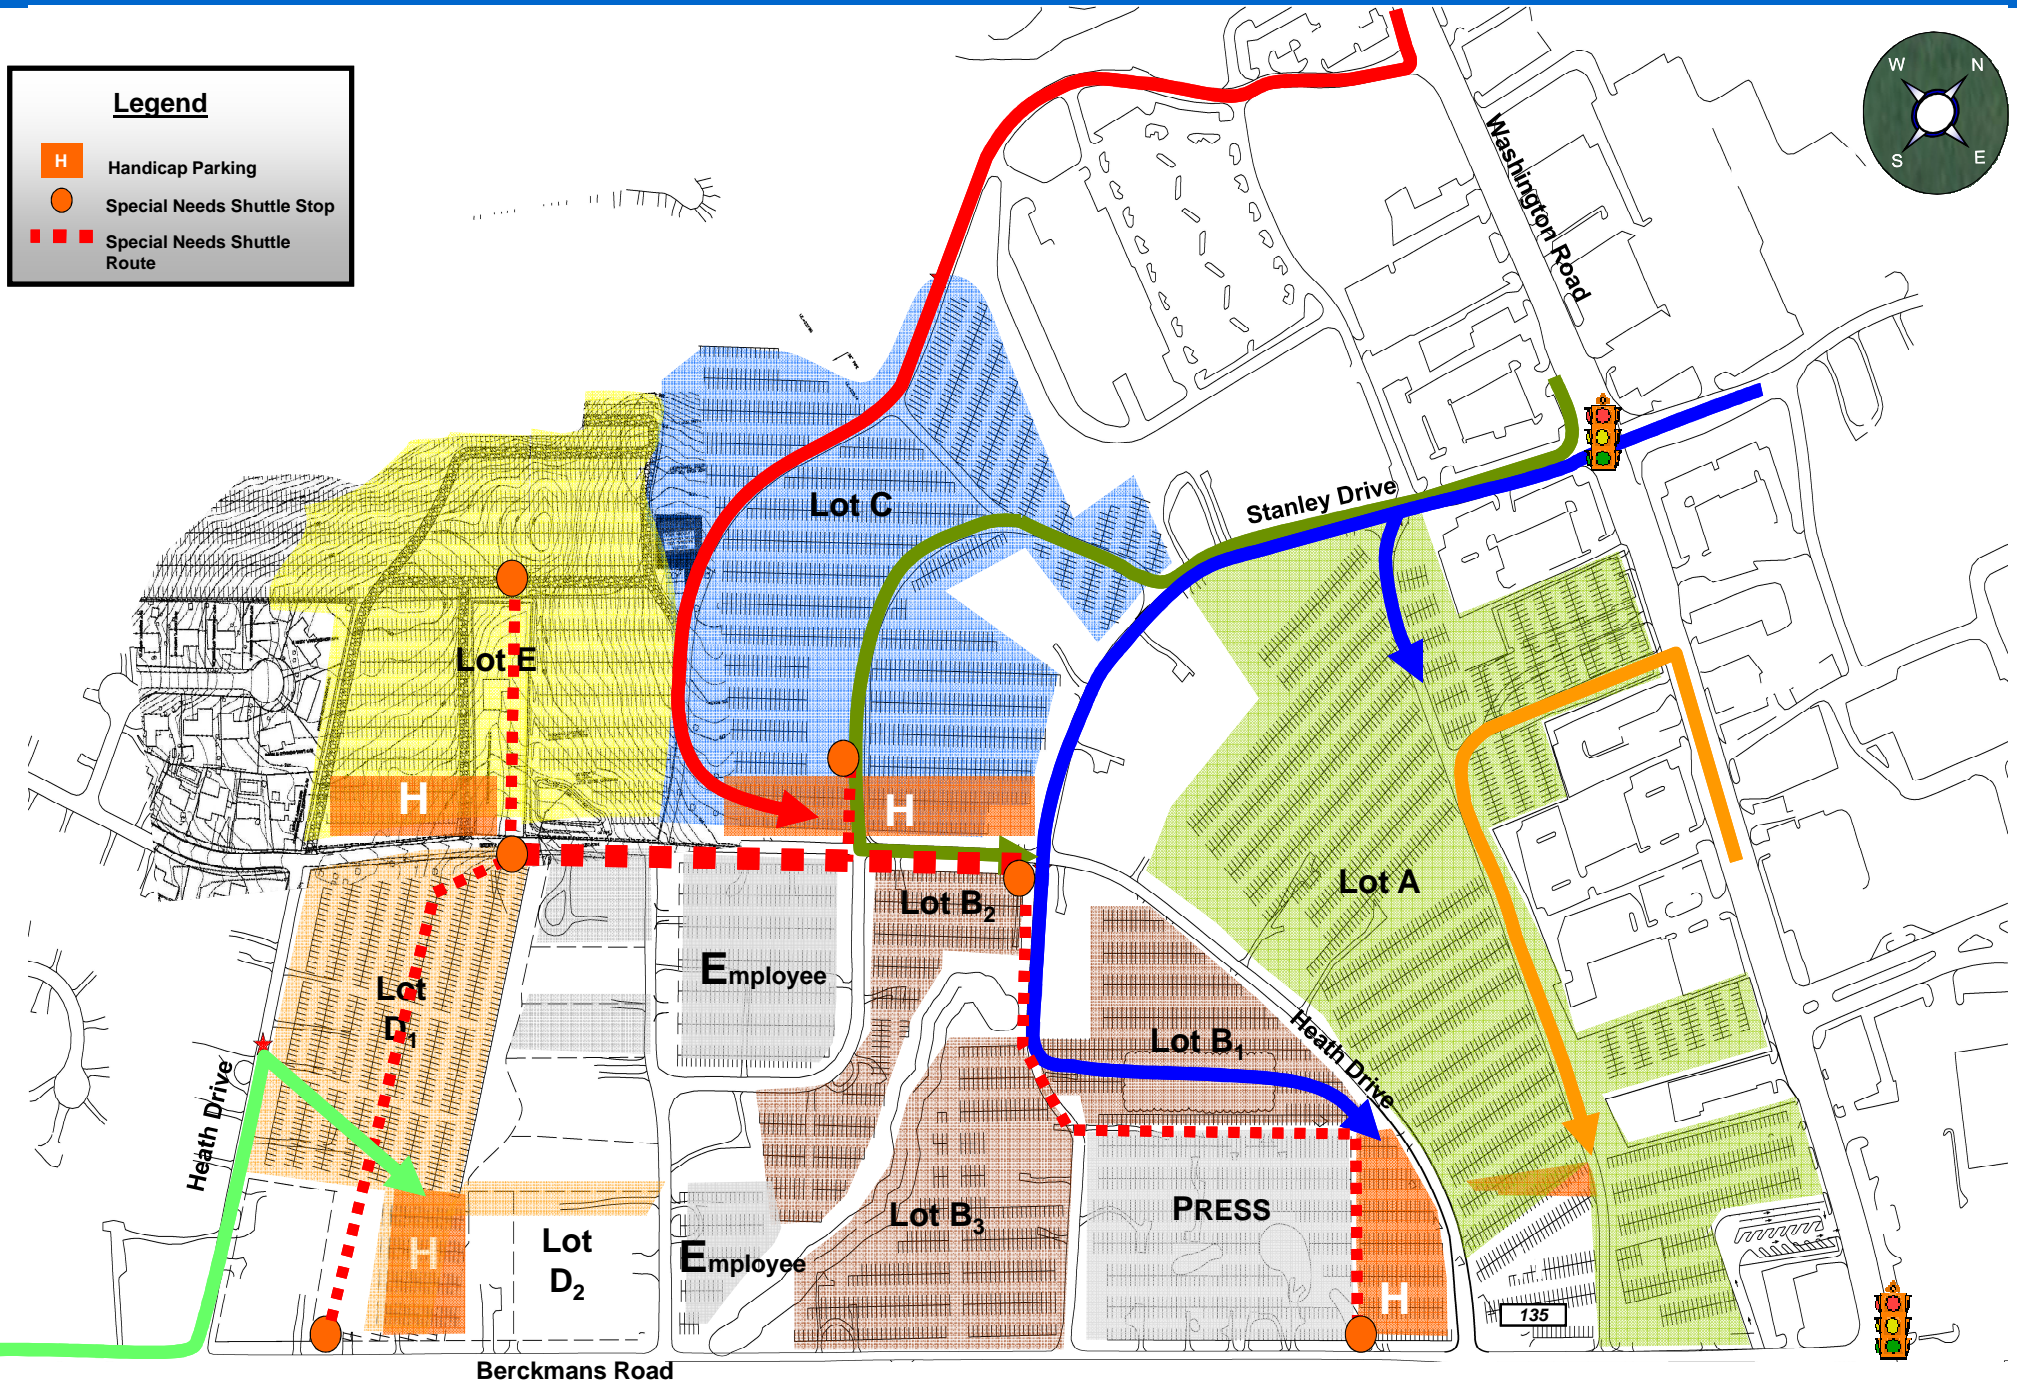 Legend
H
Handicap Parking
Special Needs Shuttle Stop
Special Needs Shuttle
Route
W
N
S
E
Washington Road
Stanley Drive
Lot C
Lot E
H
H
Lot A
Lot B2
Employee
Lot
D1
Lot B1
Heath Drive
Heath Drive
PRESS
Lot B3
Lot
D2
H
Employee
H
135
Berckmans Road